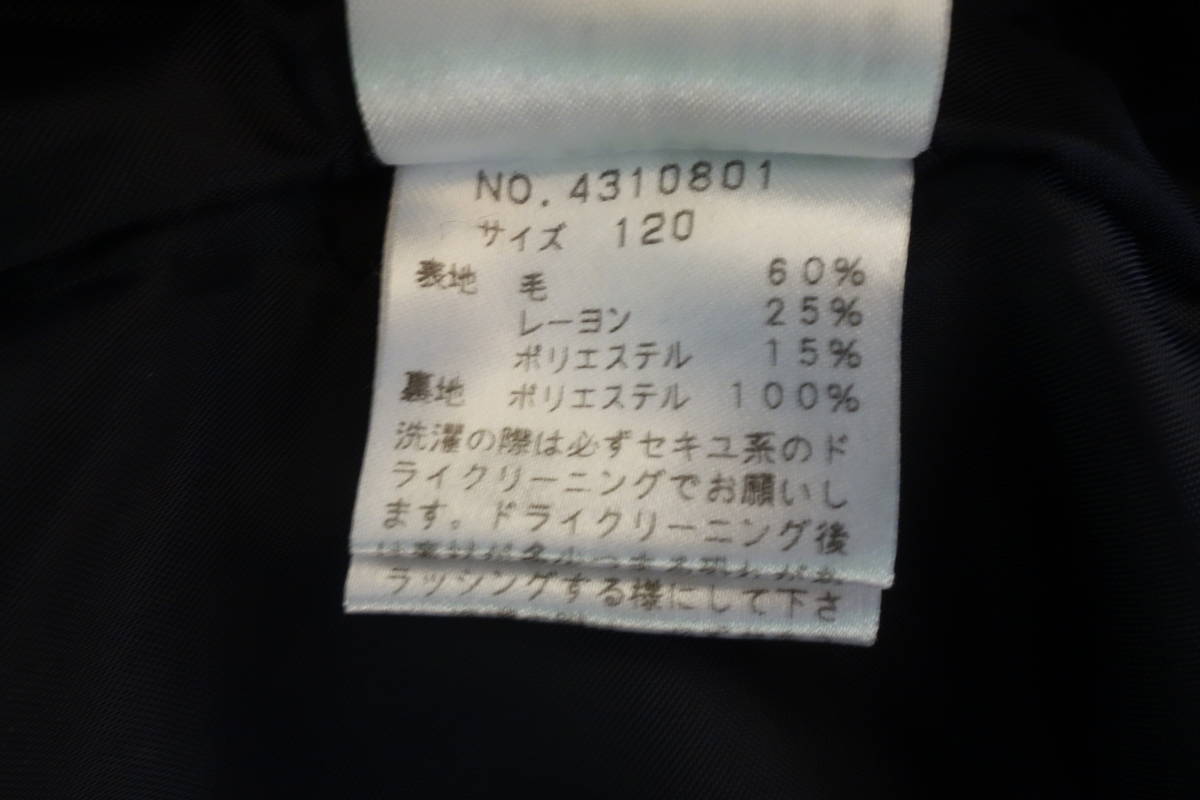 NO.4310801
サイズ 120
表地 毛 60%
レーヨン 25%
ポリエステル 15%
裏地 ポリエステル 100%
洗濯の際は必ずセキユ系のド
ライクリーニングでお願いし
ます。ドライクリーニング後
ラッシングする様にして下さ